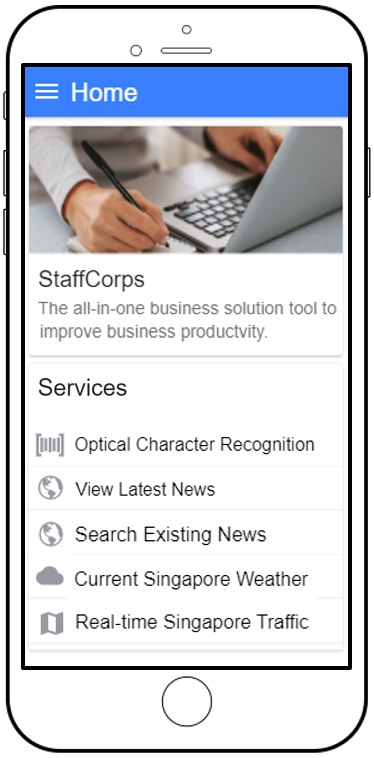 Home
StaffCorps
The all-in-one business solution tool to
improve business productvity.
Services
Optical Character Recognition
View Latest News
Search Existing News
Current Singapore Weather
Real-time Singapore Traffic